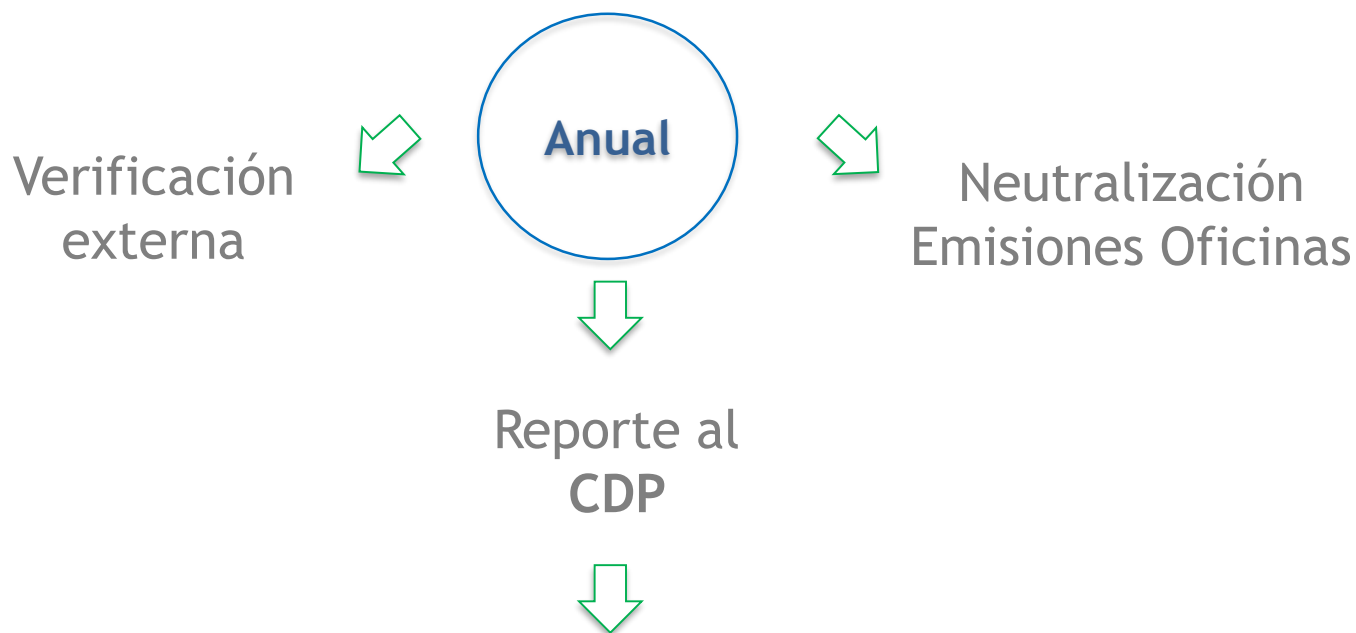 Anual
Verificación
externa
Neutralización
Emisiones Oficinas
Reporte al
CDP